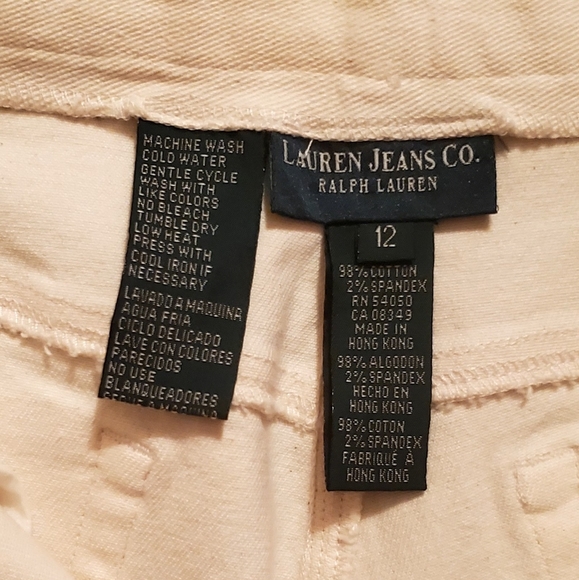 MACHINE WASH
COLD WATER
GENTLE CYCLE
WASH WITH
LIKE COLORS
NO BLEACH
TUMBLE DRY
LOW HEAT
PRESS WITH
COOL IRON IF
NECESSARY
LAVADO A MAQUINA
AGUA FRIA
CICLO DELICADO
LAVE CON COLORES
PARECIDOS
NO USE
BLANQUEADORES
LAUREN JEANS CO.
RALPH LAUREN
12
98% COTTON
2% SPANDEX
RN 54050
CA 08349
MADE IN
HONG KONG
98% ALGODON
2% SPANDEX
HECHO EN
HONG KONG
98% COTON
2% SPANDEX
FABRIQUÉ À
HONG KONG